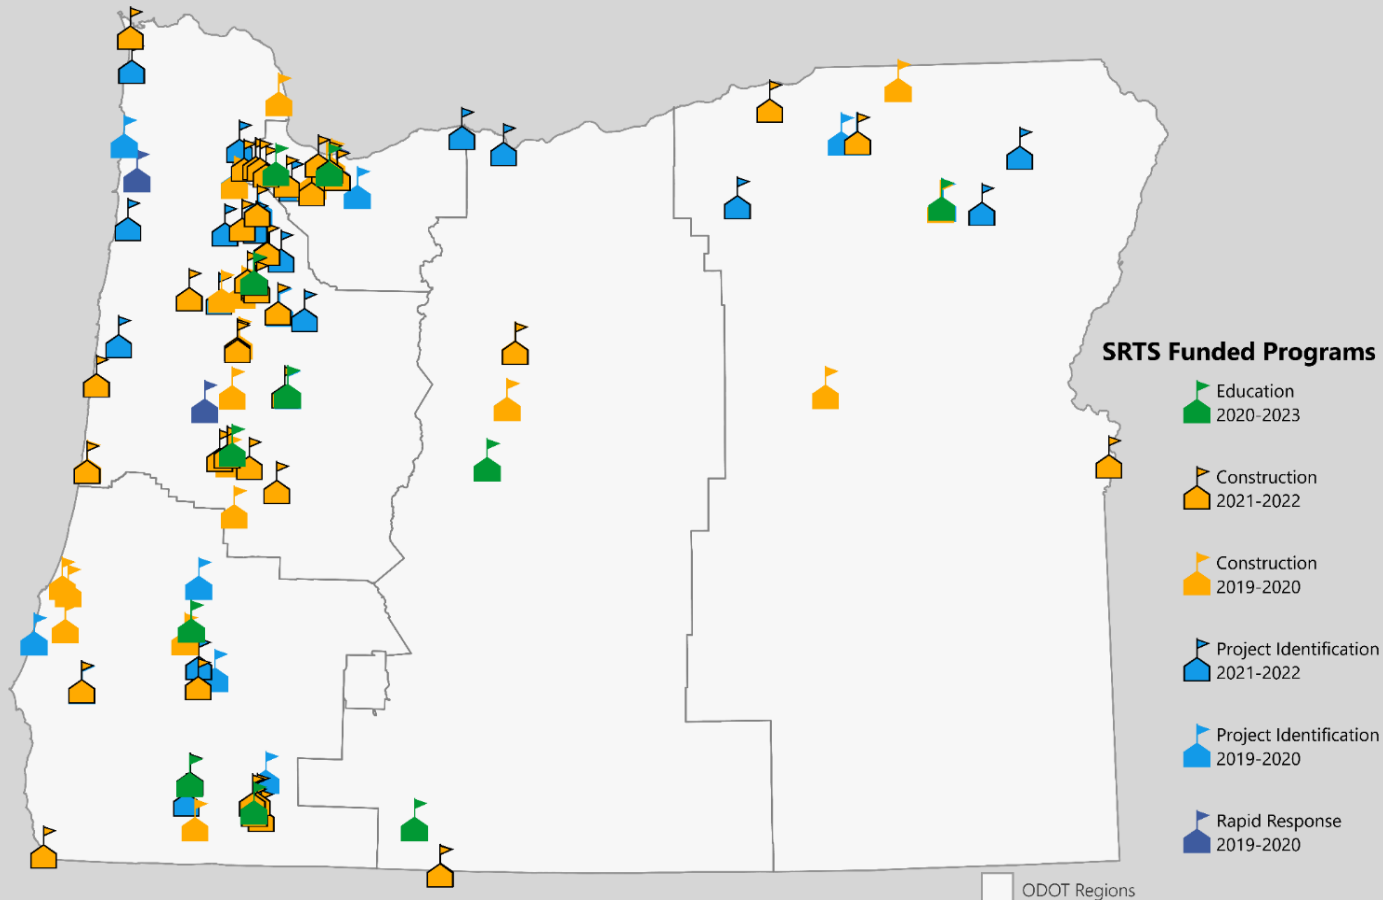 SRTS Funded Programs
Education
2020-2023
Construction
2021-2022
Construction
2019-2020
Project Identification
2021-2022
Project Identification
2019-2020
Rapid Response
2019-2020
ODOT Regions